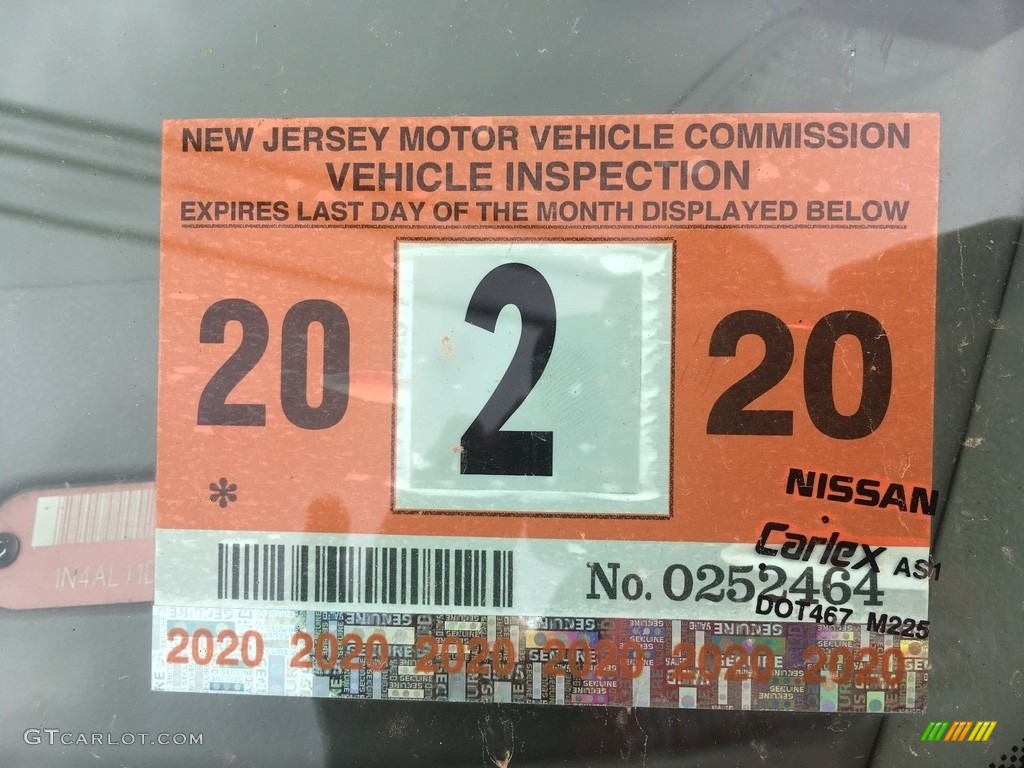 NEW JERSEY MOTOR VEHICLE COMMISSION
VEHICLE INSPECTION
EXPIRES LAST DAY OF THE MONTH DISPLAYED BELOW
20 2 20
*
NISSAN
Carlex AS1
No. 0252464
DOT467 M225
1N4AL11D
2020 2020 2020 2020 2020 2020
GTCARLOT.COM